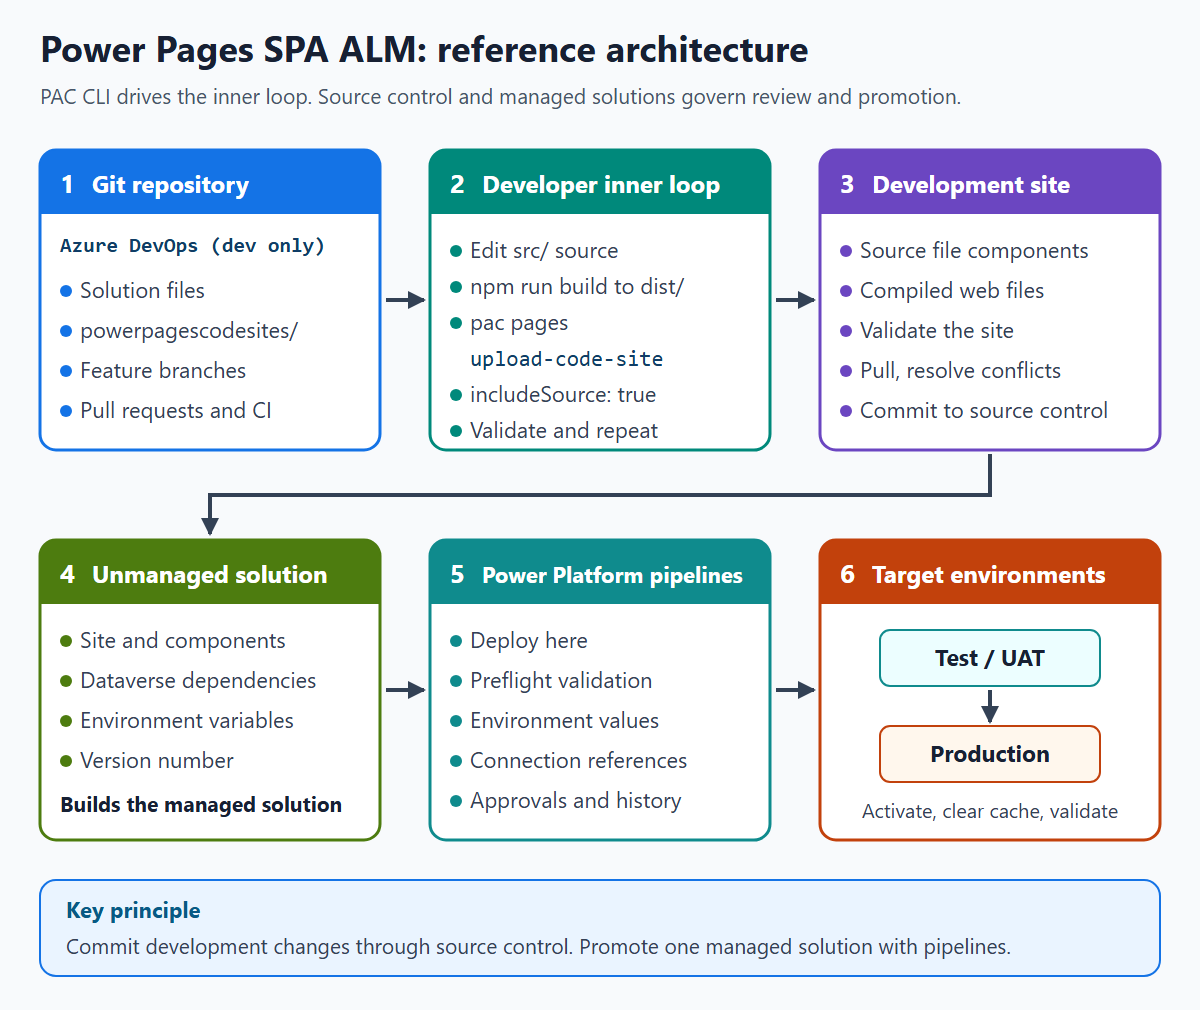 Power Pages SPA ALM: reference architecture
PAC CLI drives the inner loop. Source control and managed solutions govern review and promotion.
1 Git repository
Azure DevOps (dev only)
Solution files
powerpagescodesites/
Feature branches
Pull requests and CI
2 Developer inner loop
Edit src/ source
npm run build to dist/
pac pages
upload-code-site
includeSource: true
Validate and repeat
3 Development site
Source file components
Compiled web files
Validate the site
Pull, resolve conflicts
Commit to source control
4 Unmanaged solution
Site and components
Dataverse dependencies
Environment variables
Version number
Builds the managed solution
5 Power Platform pipelines
Deploy here
Preflight validation
Environment values
Connection references
Approvals and history
6 Target environments
Test / UAT
Production
Activate, clear cache, validate
Key principle
Commit development changes through source control. Promote one managed solution with pipelines.